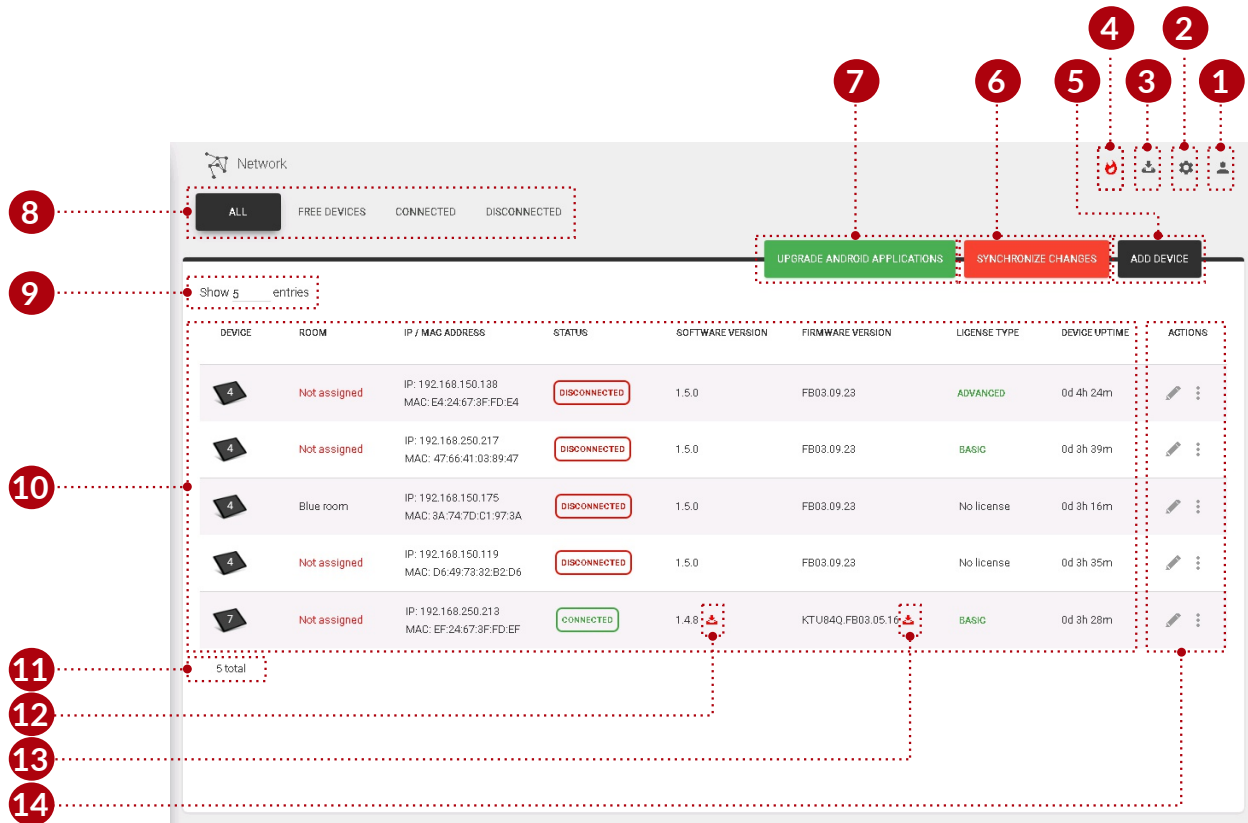 4 2
7 6 5 3 1
Network
8
ALL FREE DEVICES CONNECTED DISCONNECTED
UPGRADE ANDROID APPLICATIONS SYNCHRONIZE CHANGES ADD DEVICE
9
Show 5 entries
DEVICE ROOM IP / MAC ADDRESS STATUS SOFTWARE VERSION FIRMWARE VERSION LICENSE TYPE DEVICE UPTIME ACTIONS
4 Not assigned IP: 192.168.150.138 DISCONNECTED 1.5.0 FB03.09.23 ADVANCED 0d 4h 24m
MAC: E4:24:67:3F:FD:E4
4 Not assigned IP: 192.168.250.217 DISCONNECTED 1.5.0 FB03.09.23 BASIC 0d 3h 39m
MAC: 47:66:41:03:89:47
10
4 Blue room IP: 192.168.150.175 DISCONNECTED 1.5.0 FB03.09.23 No license 0d 3h 16m
MAC: 3A:74:7D:C1:97:3A
4 Not assigned IP: 192.168.150.119 DISCONNECTED 1.5.0 FB03.09.23 No license 0d 3h 35m
MAC: D6:49:73:32:B2:D6
7 Not assigned IP: 192.168.250.213 CONNECTED 1.4.8 KTU84Q.FB03.05.16 BASIC 0d 3h 28m
MAC: EF:24:67:3F:FD:EF
11
5 total
12
13
14